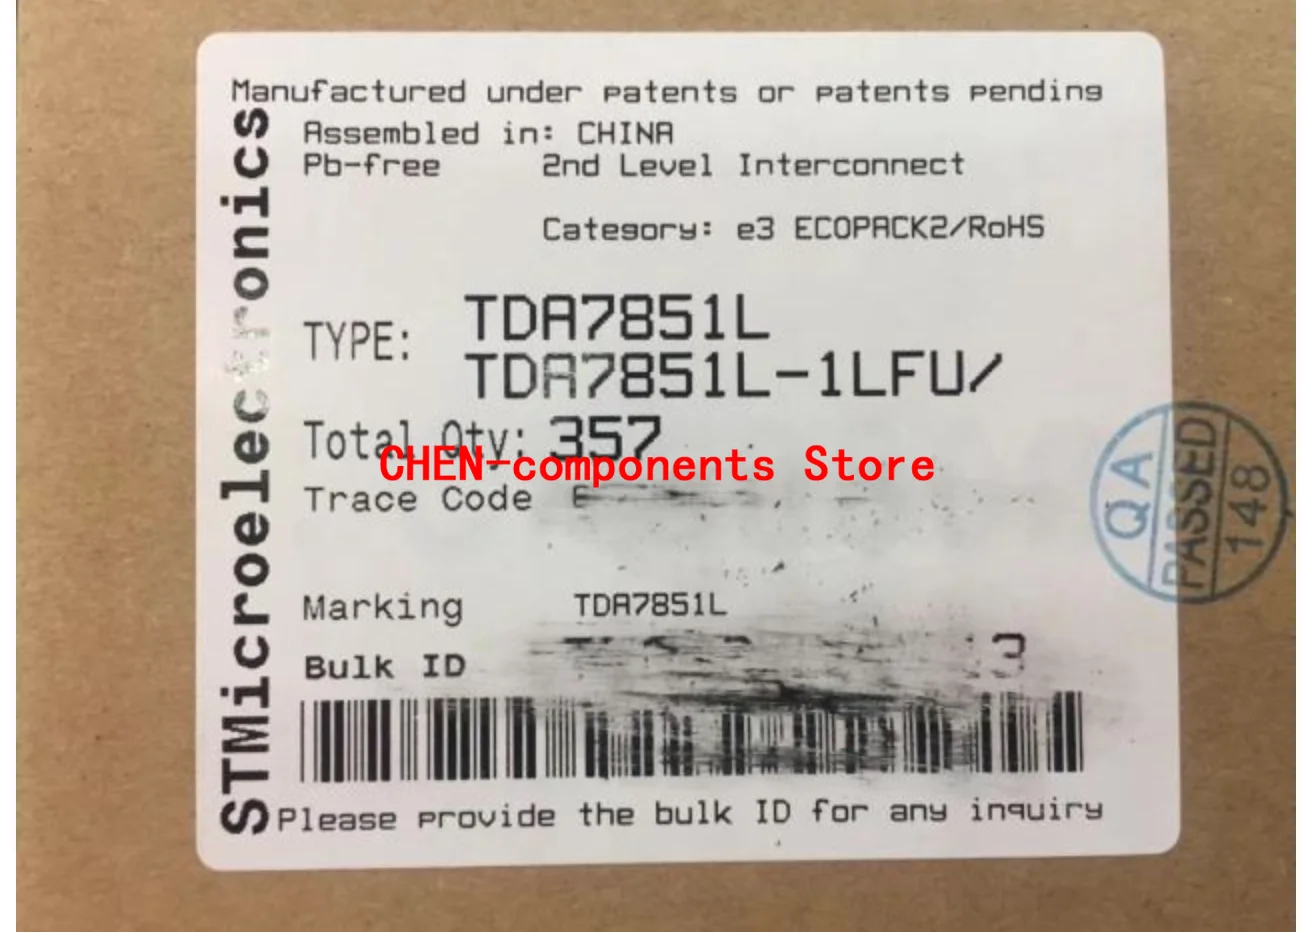 STMicroelectronics
Manufactured under patents or patents pending
Assembled in: CHINA
Pb-free 2nd Level Interconnect
Category: e3 ECOPACK2/RoHS
TYPE: TDA7851L
TDA7851L-1LFU/
Total Qty: 357
CHEN-components Store
Trace Code
Marking TDA7851L
Bulk ID
Please provide the bulk ID for any inquiry
QA
PASSED
148